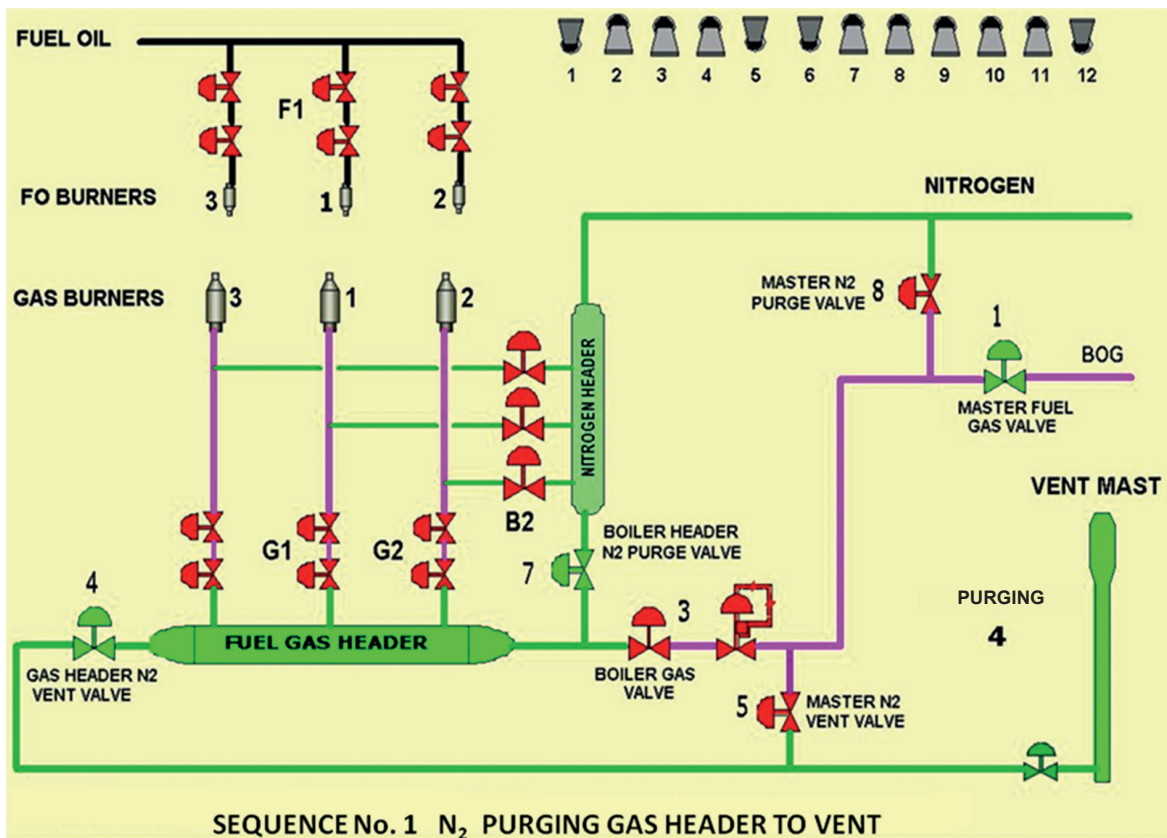 FUEL OIL
1 2 3 4 5 6 7 8 9 10 11 12
F1
FO BURNERS
3 1 2
NITROGEN
GAS BURNERS
3 1 2
MASTER N2
PURGE VALVE
8
1
BOG
MASTER FUEL
GAS VALVE
NITROGEN HEADER
VENT MAST
G1
G2
B2
BOILER HEADER
N2 PURGE VALVE
7
4
PURGING
4
3
FUEL GAS HEADER
GAS HEADER N2
VENT VALVE
BOILER GAS
VALVE
5
MASTER N2
VENT VALVE
SEQUENCE No. 1 N₂ PURGING GAS HEADER TO VENT